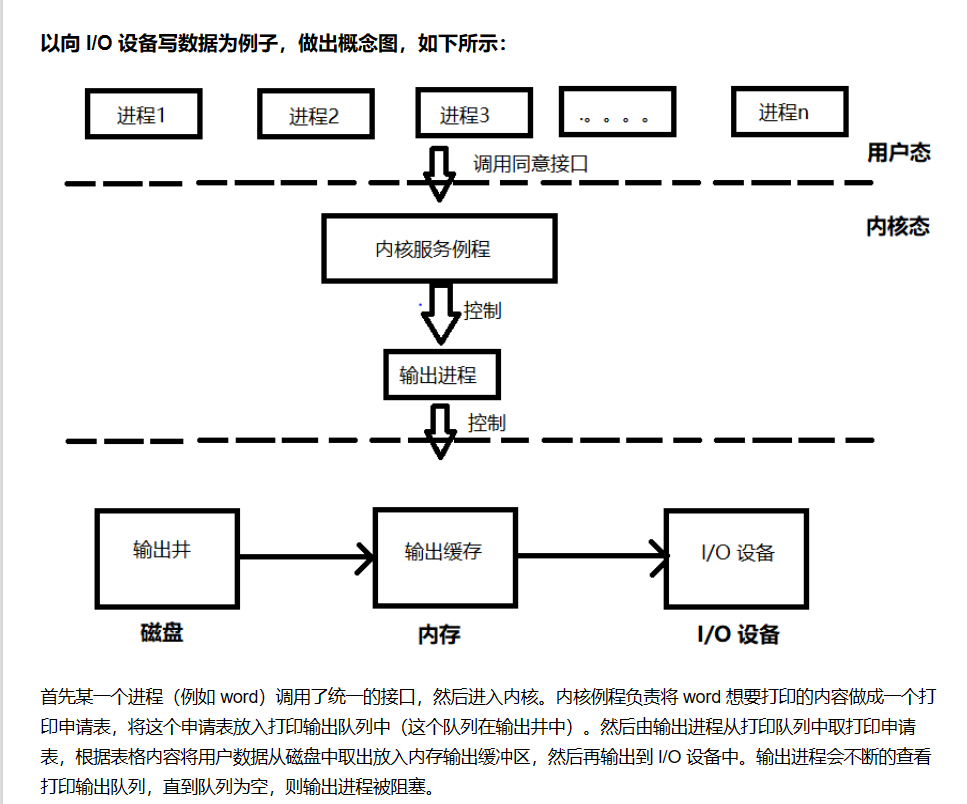 以向 I/O 设备写数据为例子，做出概念图，如下所示：
进程1
进程2
进程3
.。。。。
进程n
用户态
调用同意接口
内核态
内核服务例程
控制
输出进程
控制
输出井
输出缓存
I/O 设备
磁盘
内存
I/O 设备
首先某一个进程（例如 word）调用了统一的接口，然后进入内核。内核例程负责将 word 想要打印的内容做成一个打
印申请表，将这个申请表放入打印输出队列中（这个队列在输出井中）。然后由输出进程从打印队列中取打印申请
表，根据表格内容将用户数据从磁盘中取出放入内存输出缓冲区，然后再输出到 I/O 设备中。输出进程会不断的查看
打印输出队列，直到队列为空，则输出进程被阻塞。